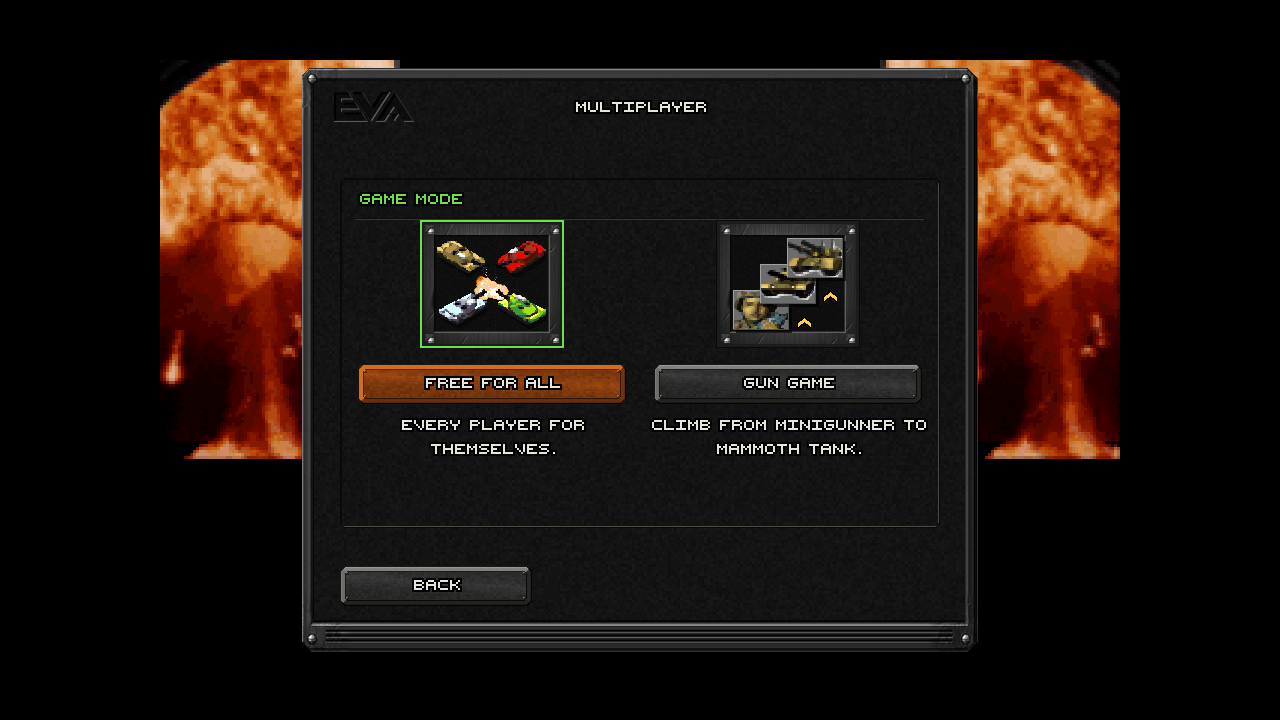 EVA
MULTIPLAYER
GAME MODE
FREE FOR ALL
GUN GAME
EVERY PLAYER FOR
THEMSELVES.
CLIMB FROM MINIGUNNER TO
MAMMOTH TANK.
BACK